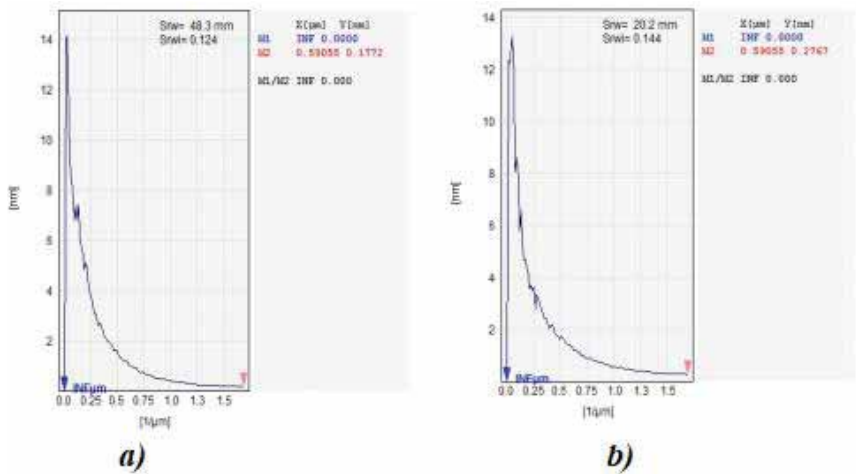 Srw= 48.3 mm
Srwi= 0.124
X[µm] Y[nm]
M1 INF 0.0000
M2 0.59055 0.1772
M1/M2 INF 0.000
14
12
10
8
6
4
2
[nm]
INFµm
0.0 0.25 0.5 0.75 1.0 1.3 1.5
[1/µm]
a)
Srw= 20.2 mm
Srwi= 0.144
X[µm] Y[nm]
M1 INF 0.0000
M2 0.59055 0.2767
M1/M2 INF 0.000
14
12
10
8
6
4
2
[nm]
INFµm
0.0 0.25 0.5 0.75 1.0 1.3 1.5
[1/µm]
b)